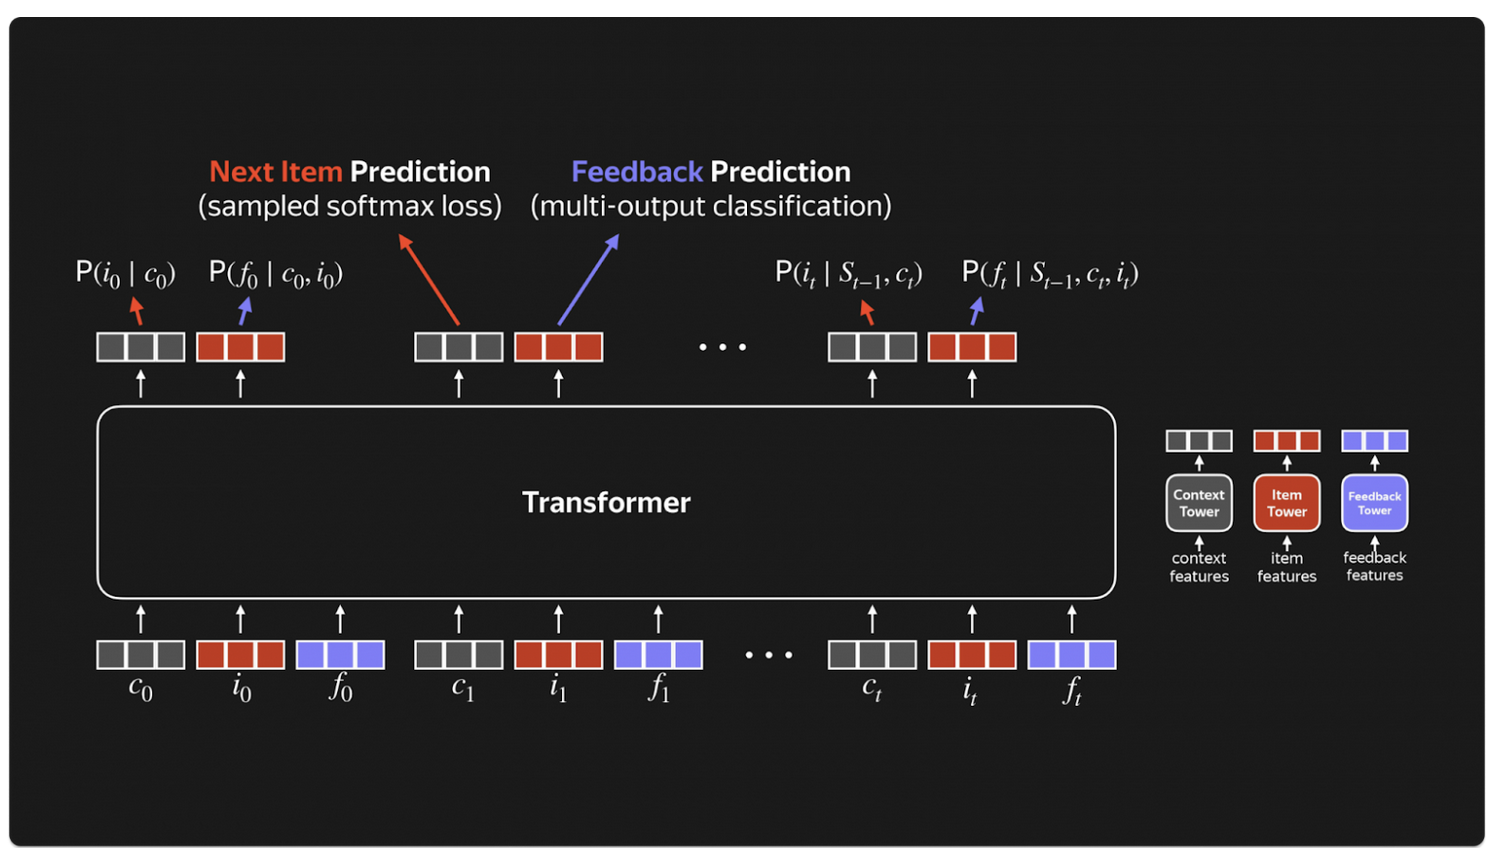 Next Item Prediction
(sampled softmax loss)
Feedback Prediction
(multi-output classification)
P(i₀ | c₀)
P(f₀ | c₀, i₀)
P(iₜ | Sₜ₋₁, cₜ)
P(fₜ | Sₜ₋₁, cₜ, iₜ)
...
Transformer
Context
Tower
Item
Tower
Feedback
Tower
context
features
item
features
feedback
features
...
c₀ i₀ f₀ c₁ i₁ f₁ cₜ iₜ fₜ